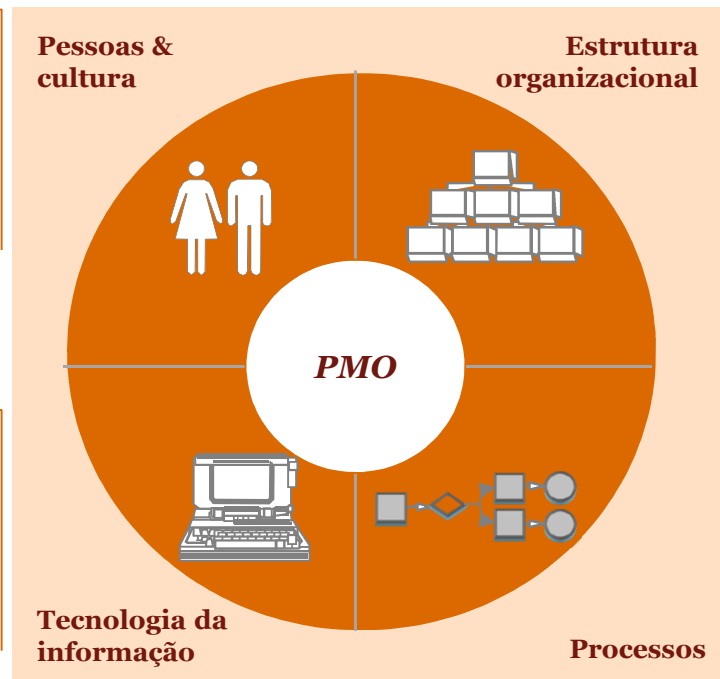 Pessoas &
cultura
Estrutura
organizacional
PMO
Tecnologia da
informação
Processos